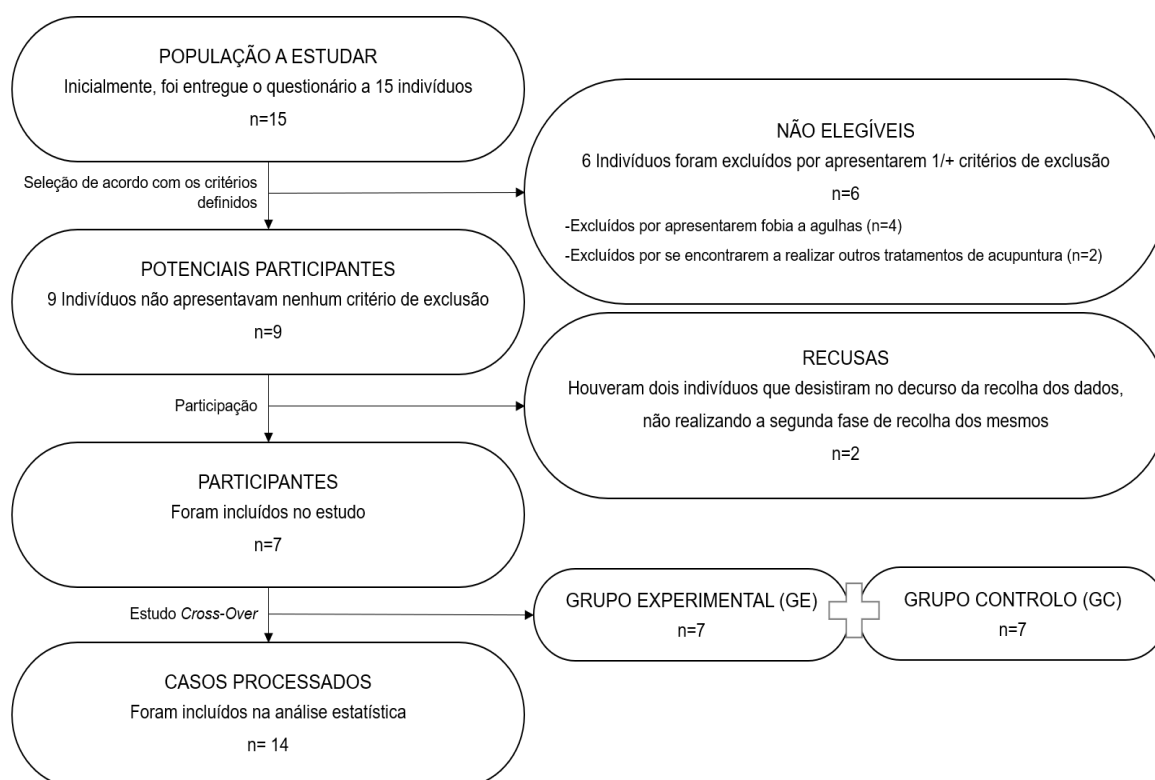 POPULAÇÃO A ESTUDAR
Inicialmente, foi entregue o questionário a 15 indivíduos
n=15
Seleção de acordo com os critérios
definidos
NÃO ELEGÍVEIS
6 Indivíduos foram excluídos por apresentarem 1/+ critérios de exclusão
n=6
-Excluídos por apresentarem fobia a agulhas (n=4)
-Excluídos por se encontrarem a realizar outros tratamentos de acupuntura (n=2)
POTENCIAIS PARTICIPANTES
9 Indivíduos não apresentavam nenhum critério de exclusão
n=9
Participação
RECUSAS
Houveram dois indivíduos que desistiram no decurso da recolha dos dados,
não realizando a segunda fase de recolha dos mesmos
n=2
PARTICIPANTES
Foram incluídos no estudo
n=7
Estudo Cross-Over
GRUPO EXPERIMENTAL (GE)
n=7
GRUPO CONTROLO (GC)
n=7
CASOS PROCESSADOS
Foram incluídos na análise estatística
n= 14